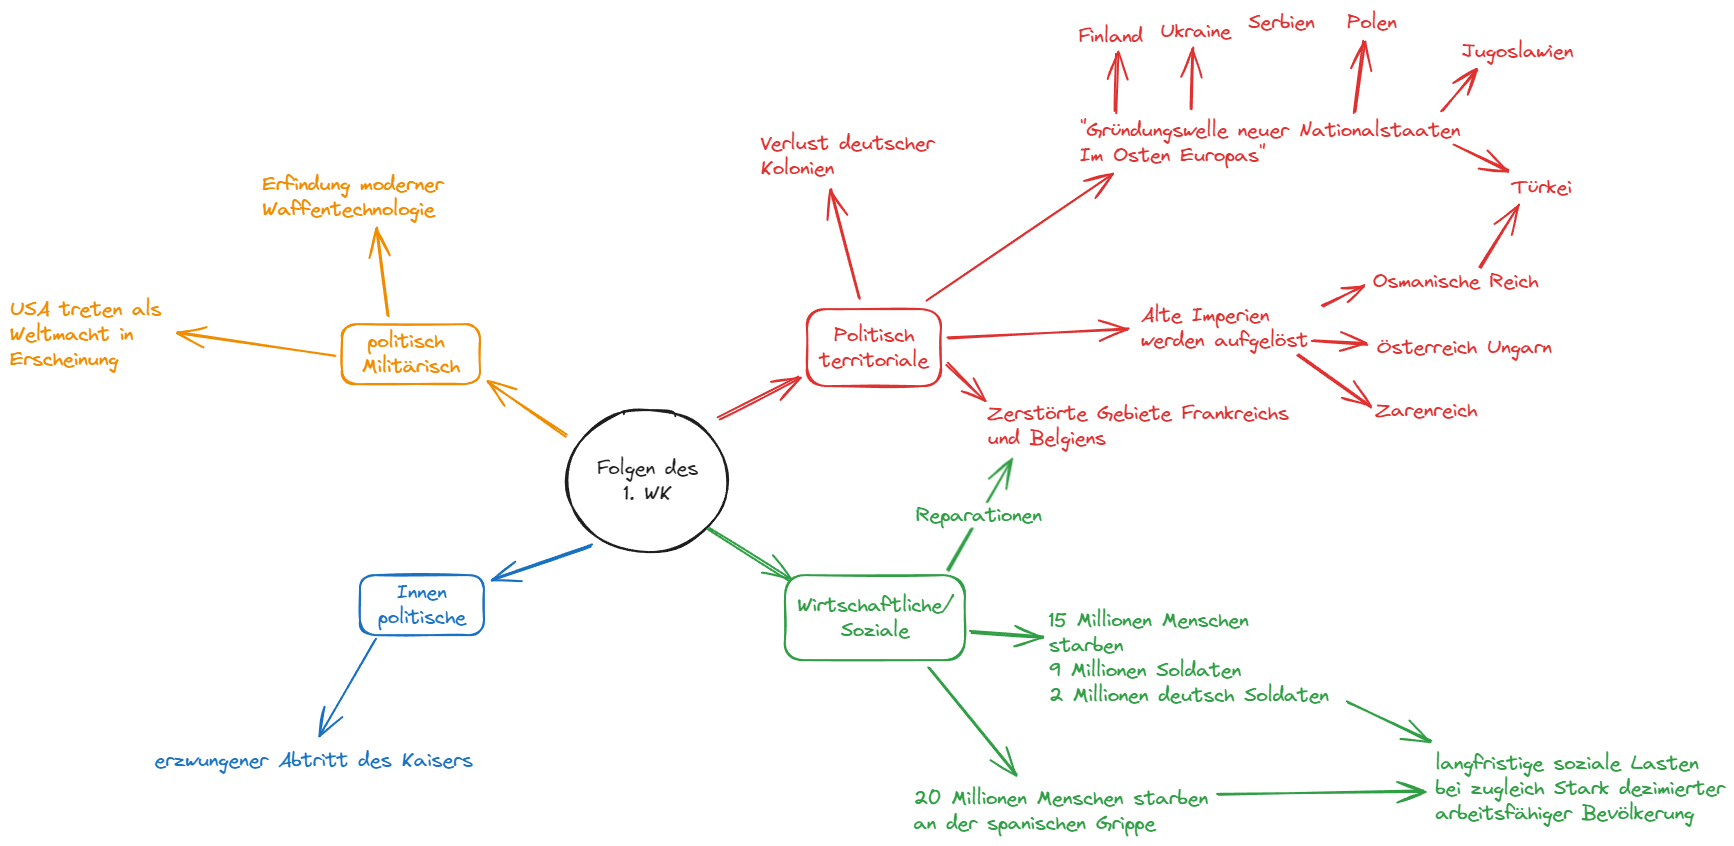 Finland
Ukraine
Serbien
Polen
Jugoslawien
"Gründungswelle neuer Nationalstaaten
Im Osten Europas"
Türkei
Verlust deutscher
Kolonien
Erfindung moderner
Waffentechnologie
USA treten als
Weltmacht in
Erscheinung
politisch
Militärisch
Politisch
territoriale
Alte Imperien
werden aufgelöst
Osmanische Reich
Österreich Ungarn
Zarenreich
Zerstörte Gebiete Frankreichs
und Belgiens
Folgen des
1. WK
Reparationen
Innen
politische
Wirtschaftliche/
Soziale
15 Millionen Menschen
starben
9 Millionen Soldaten
2 Millionen deutsch Soldaten
erzwungener Abtritt des Kaisers
20 Millionen Menschen starben
an der spanischen Grippe
langfristige soziale Lasten
bei zugleich Stark dezimierter
arbeitsfähiger Bevölkerung